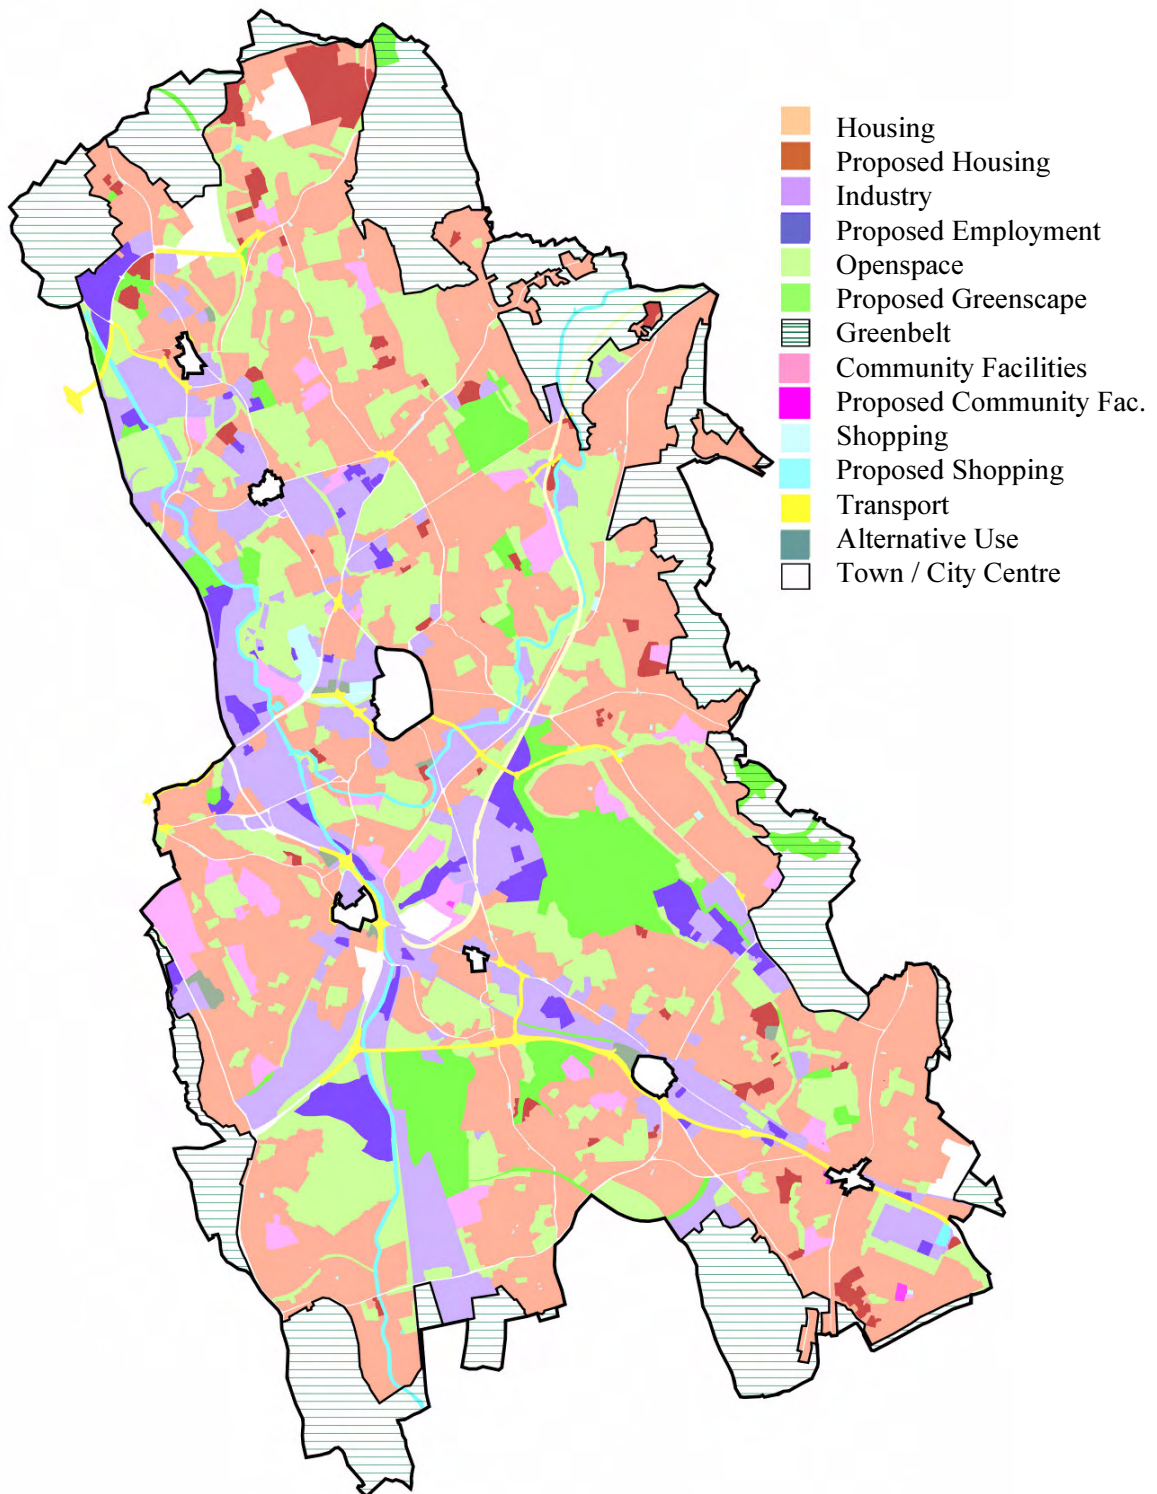 Housing
Proposed Housing
Industry
Proposed Employment
Openspace
Proposed Greenscape
Greenbelt
Community Facilities
Proposed Community Fac.
Shopping
Proposed Shopping
Transport
Alternative Use
Town / City Centre